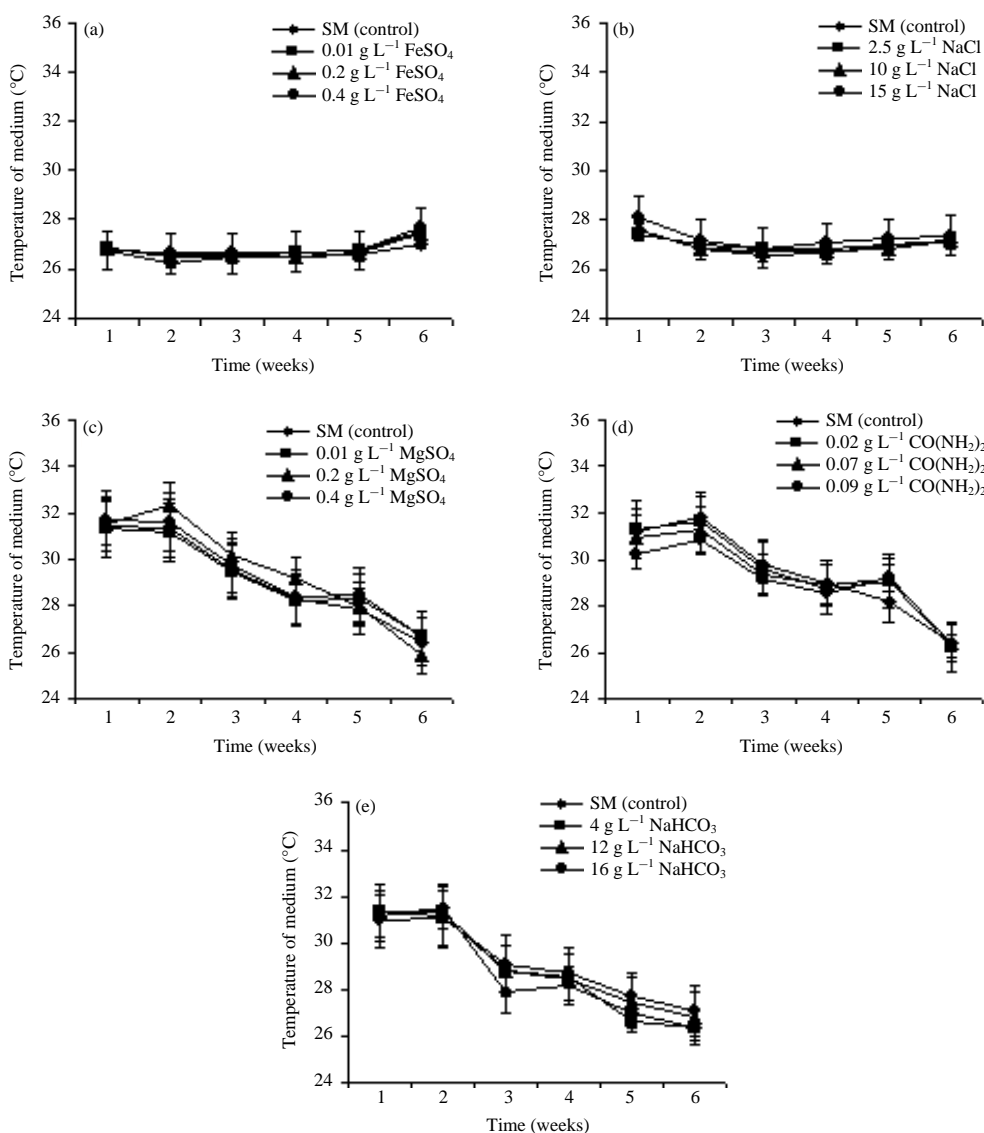 (a)
SM (control)
0.01 g L⁻¹ FeSO₄
0.2 g L⁻¹ FeSO₄
0.4 g L⁻¹ FeSO₄
Temperature of medium (°C)
36
34
32
30
28
26
24
1 2 3 4 5 6
Time (weeks)
(b)
SM (control)
2.5 g L⁻¹ NaCl
10 g L⁻¹ NaCl
15 g L⁻¹ NaCl
Temperature of medium (°C)
36
34
32
30
28
26
24
1 2 3 4 5 6
Time (weeks)
(c)
SM (control)
0.01 g L⁻¹ MgSO₄
0.2 g L⁻¹ MgSO₄
0.4 g L⁻¹ MgSO₄
Temperature of medium (°C)
36
34
32
30
28
26
24
1 2 3 4 5 6
Time (weeks)
(d)
SM (control)
0.02 g L⁻¹ CO(NH₂)₂
0.07 g L⁻¹ CO(NH₂)₂
0.09 g L⁻¹ CO(NH₂)₂
Temperature of medium (°C)
36
34
32
30
28
26
24
1 2 3 4 5 6
Time (weeks)
(e)
SM (control)
4 g L⁻¹ NaHCO₃
12 g L⁻¹ NaHCO₃
16 g L⁻¹ NaHCO₃
Temperature of medium (°C)
36
34
32
30
28
26
24
1 2 3 4 5 6
Time (weeks)